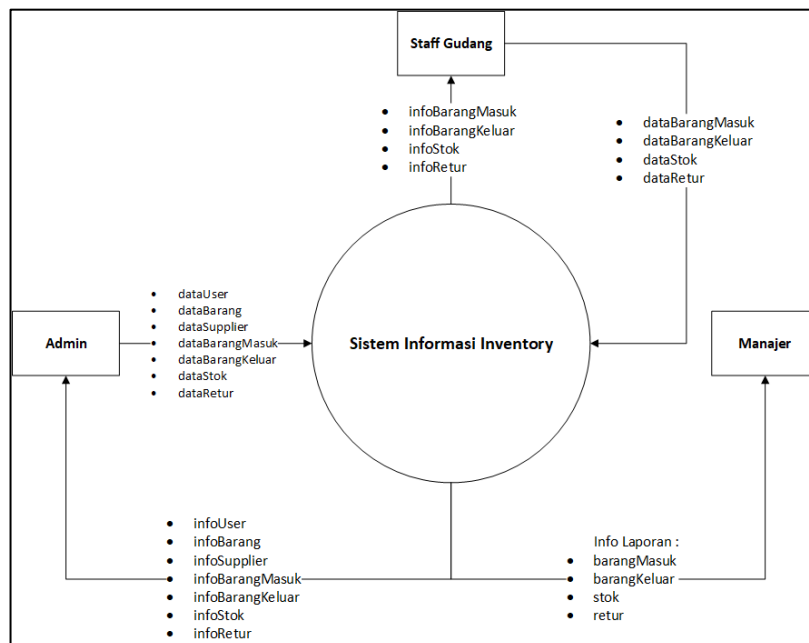 Staff Gudang
infoBarangMasuk
infoBarangKeluar
infoStok
infoRetur
dataBarangMasuk
dataBarangKeluar
dataStok
dataRetur
Admin
dataUser
dataBarang
dataSupplier
dataBarangMasuk
dataBarangKeluar
dataStok
dataRetur
Sistem Informasi Inventory
Manajer
infoUser
infoBarang
infoSupplier
infoBarangMasuk
infoBarangKeluar
infoStok
infoRetur
Info Laporan :
barangMasuk
barangKeluar
stok
retur